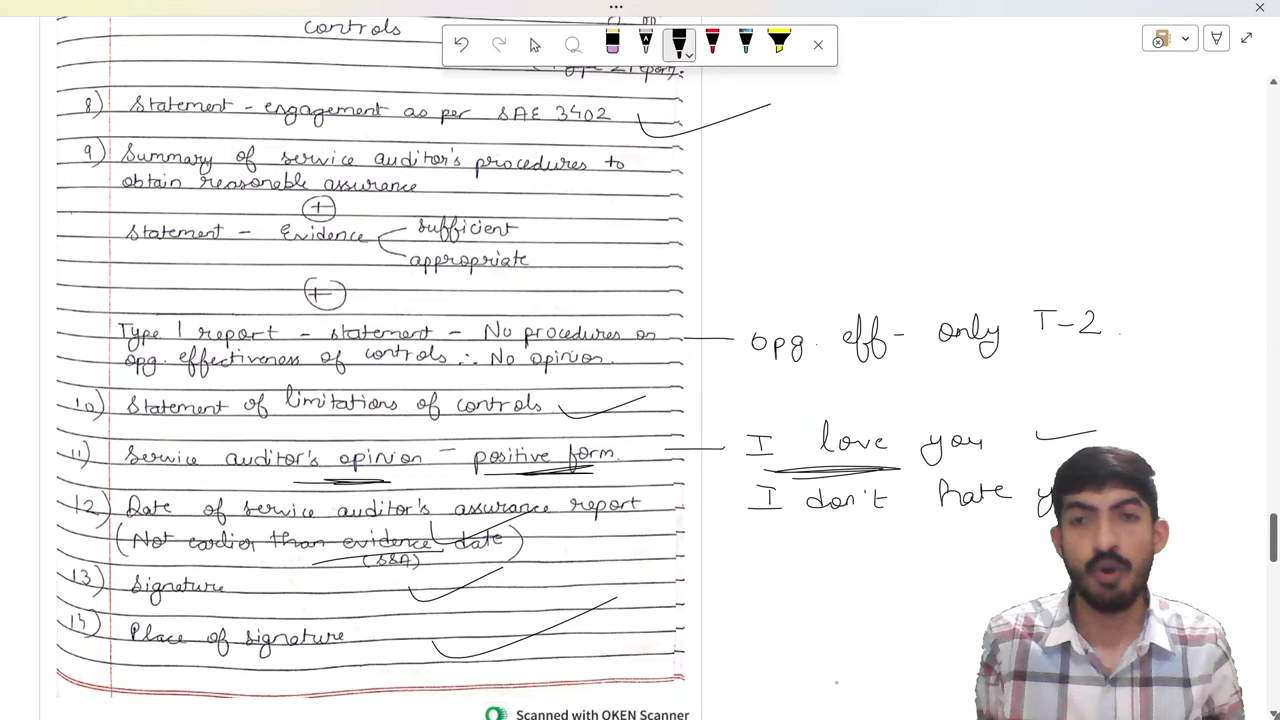 controls
Type 2 report.
8) Statement - engagement as per SAE 3402
9) Summary of service auditor's procedures to
obtain reasonable assurance
+
Statement - Evidence
sufficient
appropriate
+
Type 1 report - statement - No procedures on
opg. effectiveness of controls ∴ No opinion.
opg. eff - only T-2
10) Statement of limitations of controls
11) Service auditor's opinion - positive form.
I love you
I don't hate
12) Date of service auditor's assurance report
(Not earlier than evidence date)
(S&A)
13) Signature
14) Place of signature
Scanned with OKEN Scanner